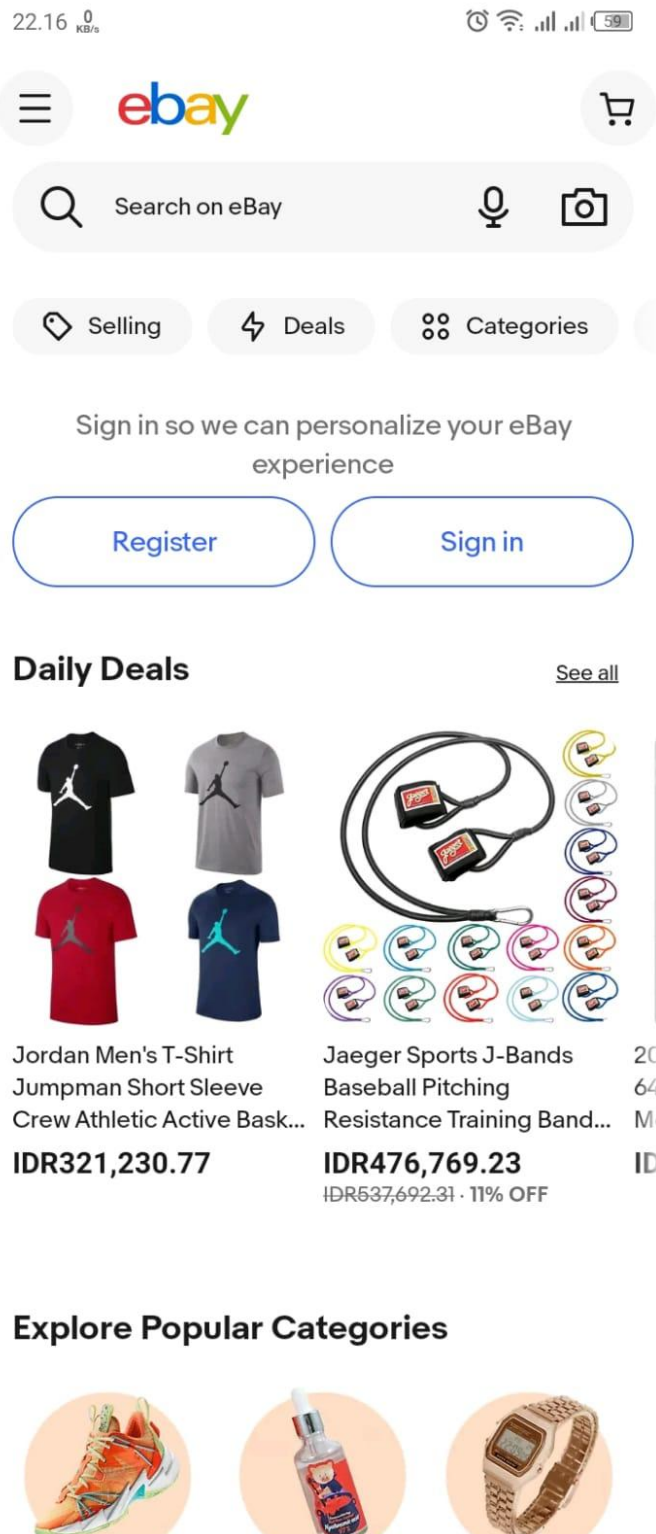 22.16 0 KB/s 59
ebay
Search on eBay
Selling Deals Categories
Sign in so we can personalize your eBay
experience
Register Sign in
Daily Deals See all
Jordan Men's T-Shirt
Jumpman Short Sleeve
Crew Athletic Active Bask...
IDR321,230.77
Jaeger Sports J-Bands
Baseball Pitching
Resistance Training Band...
IDR476,769.23
IDR537,692.31 · 11% OFF
Explore Popular Categories